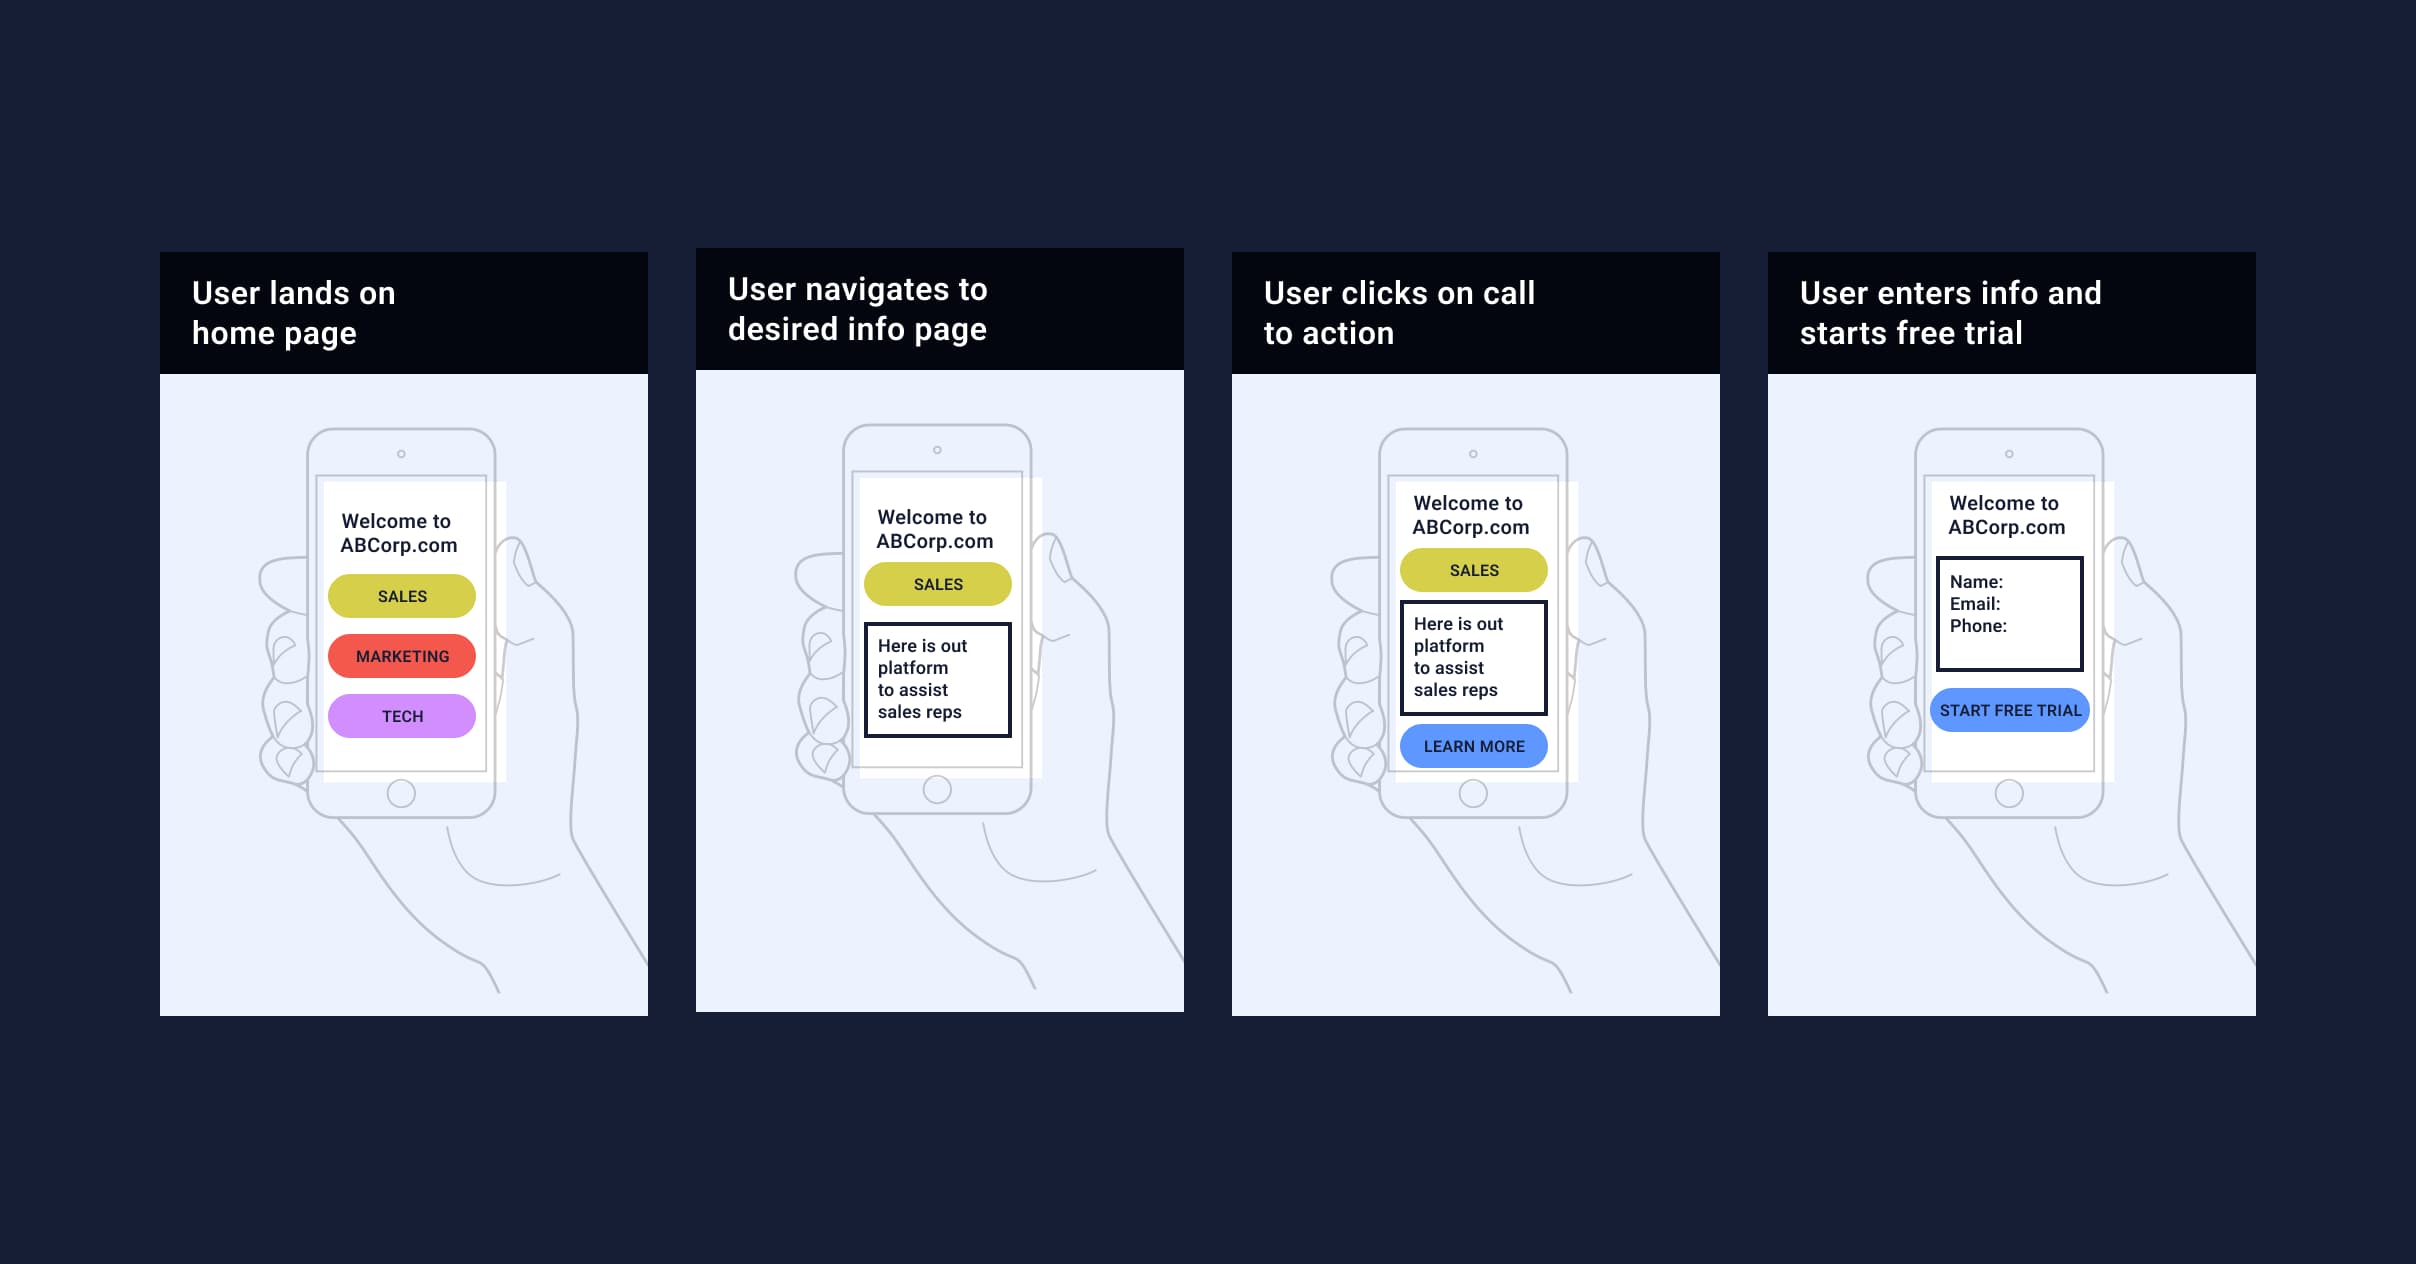 User lands on
home page
Welcome to
ABCorp.com
SALES
MARKETING
TECH
User navigates to
desired info page
Welcome to
ABCorp.com
SALES
Here is out
platform
to assist
sales reps
User clicks on call
to action
Welcome to
ABCorp.com
SALES
Here is out
platform
to assist
sales reps
LEARN MORE
User enters info and
starts free trial
Welcome to
ABCorp.com
Name:
Email:
Phone:
START FREE TRIAL